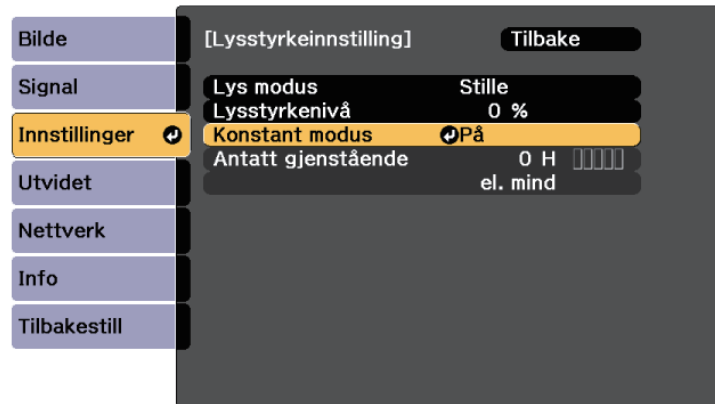 Bilde
Signal
Innstillinger
Utvidet
Nettverk
Info
Tilbakestill
[Lysstyrkeinnstilling] Tilbake
Lys modus Stille
Lysstyrkenivå 0 %
Konstant modus På
Antatt gjenstående 0 H
el. mind